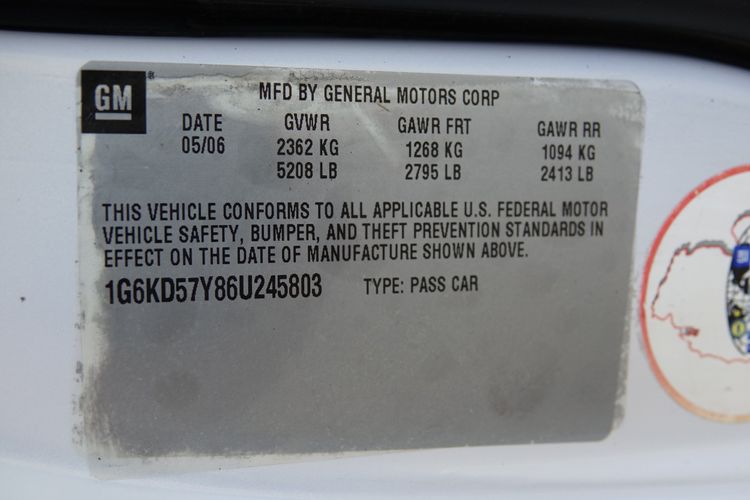 GM
MFD BY GENERAL MOTORS CORP
DATE GVWR GAWR FRT GAWR RR
05/06 2362 KG 1268 KG 1094 KG
5208 LB 2795 LB 2413 LB
THIS VEHICLE CONFORMS TO ALL APPLICABLE U.S. FEDERAL MOTOR
VEHICLE SAFETY, BUMPER, AND THEFT PREVENTION STANDARDS IN
EFFECT ON THE DATE OF MANUFACTURE SHOWN ABOVE.
1G6KD57Y86U245803 TYPE: PASS CAR